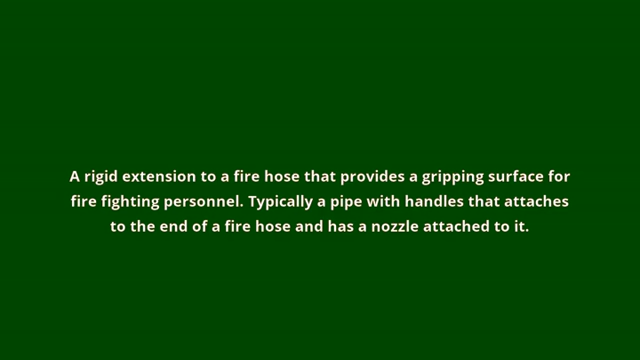 A rigid extension to a fire hose that provides a gripping surface for
fire fighting personnel. Typically a pipe with handles that attaches
to the end of a fire hose and has a nozzle attached to it.